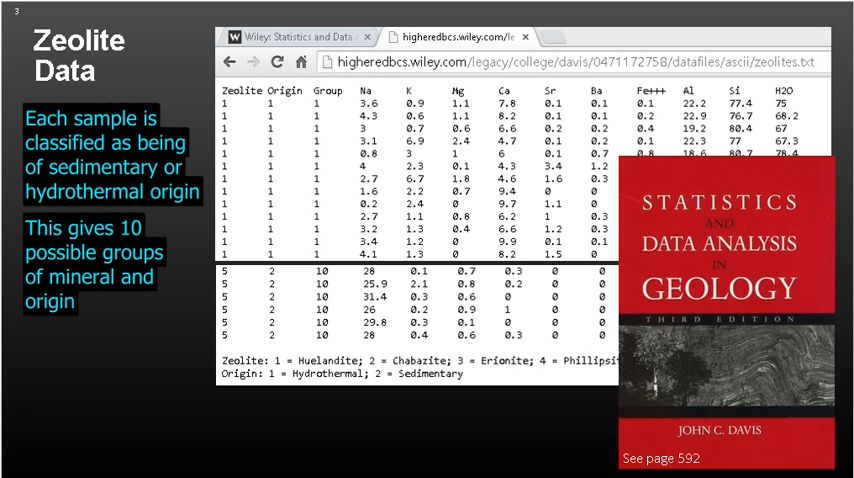 3
Zeolite
Data
Each sample is
classified as being
of sedimentary or
hydrothermal origin
This gives 10
possible groups
of mineral and
origin
W Wiley: Statistics and Data A × higheredbcs.wiley.com/le ×
higheredbcs.wiley.com/legacy/college/davis/0471172758/datafiles/ascii/zeolites.txt
Zeolite Origin Group Na K Mg Ca Sr Ba Fe+++ Al Si H2O
1 1 1 3.6 0.9 1.1 7.8 0.1 0.1 0.1 22.2 77.4 75
1 1 1 4.3 0.6 1.1 8.2 0.1 0.1 0.2 22.9 76.7 68.2
1 1 1 3 0.7 0.6 6.6 0.2 0.2 0.4 19.2 80.4 67
1 1 1 3.1 6.9 2.4 4.7 0.1 0.2 0.1 22.3 77 67.3
1 1 1 0.8 3 1 6 0.1 0.7 0.8 18.6 80.7 78.4
1 1 1 4 2.3 0.1 4.3 3.4 1.2
1 1 1 2.7 6.7 1.8 4.6 1.6 0.3
1 1 1 1.6 2.2 0.7 9.4 0 0
1 1 1 0.2 2.4 0 9.7 1.1 0
1 1 1 2.7 1.1 0.8 6.2 1 0.3
1 1 1 3.2 1.3 0.4 6.6 1.2 0.3
1 1 1 3.4 1.2 0 9.9 0.1 0.1
1 1 1 4.1 1.3 0 8.2 1.5 0
5 2 10 28 0.1 0.7 0.3 0 0
5 2 10 25.9 2.1 0.8 0.2 0 0
5 2 10 31.4 0.3 0.6 0 0 0
5 2 10 26 0.2 0.9 1 0 0
5 2 10 29.8 0.3 0.1 0 0 0
5 2 10 28 0.4 0.6 0.3 0 0
Zeolite: 1 = Huelandite; 2 = Chabazite; 3 = Erionite; 4 = Phillipsi
Origin: 1 = Hydrothermal; 2 = Sedimentary
STATISTICS
AND
DATA ANALYSIS
IN
GEOLOGY
THIRD EDITION
JOHN C. DAVIS
See page 592